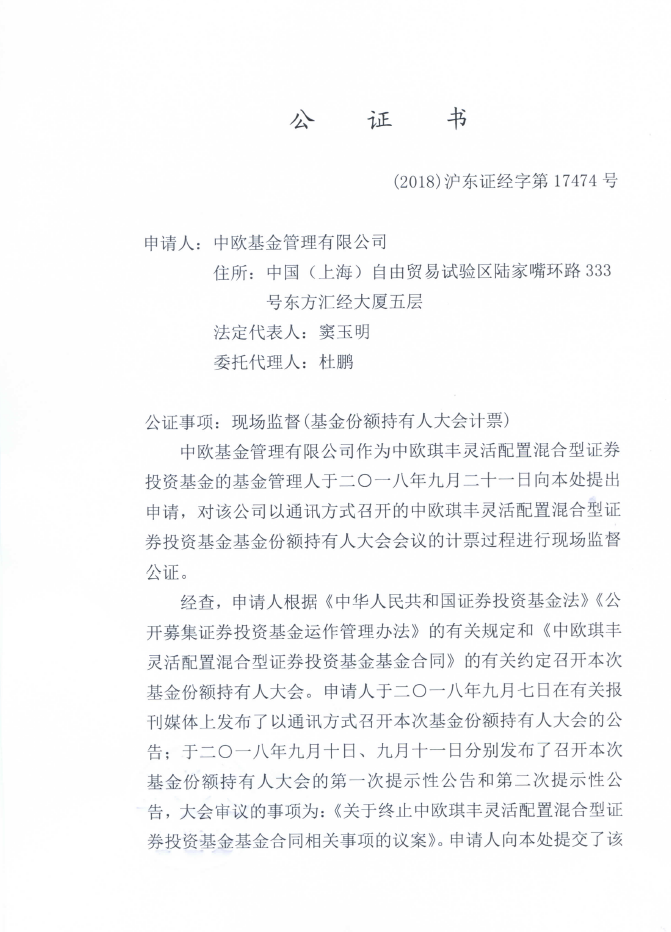 公 证 书
(2018)沪东证经字第 17474 号
申请人：中欧基金管理有限公司
住所：中国（上海）自由贸易试验区陆家嘴环路 333
号东方汇经大厦五层
法定代表人：窦玉明
委托代理人：杜鹏
公证事项：现场监督(基金份额持有人大会计票)
中欧基金管理有限公司作为中欧琪丰灵活配置混合型证券
投资基金的基金管理人于二〇一八年九月二十一日向本处提出
申请，对该公司以通讯方式召开的中欧琪丰灵活配置混合型证
券投资基金基金份额持有人大会会议的计票过程进行现场监督
公证。
经查，申请人根据《中华人民共和国证券投资基金法》《公
开募集证券投资基金运作管理办法》的有关规定和《中欧琪丰
灵活配置混合型证券投资基金基金合同》的有关约定召开本次
基金份额持有人大会。申请人于二〇一八年九月七日在有关报
刊媒体上发布了以通讯方式召开本次基金份额持有人大会的公
告；于二〇一八年九月十日、九月十一日分别发布了召开本次
基金份额持有人大会的第一次提示性公告和第二次提示性公
告，大会审议的事项为：《关于终止中欧琪丰灵活配置混合型证
券投资基金基金合同相关事项的议案》。申请人向本处提交了该